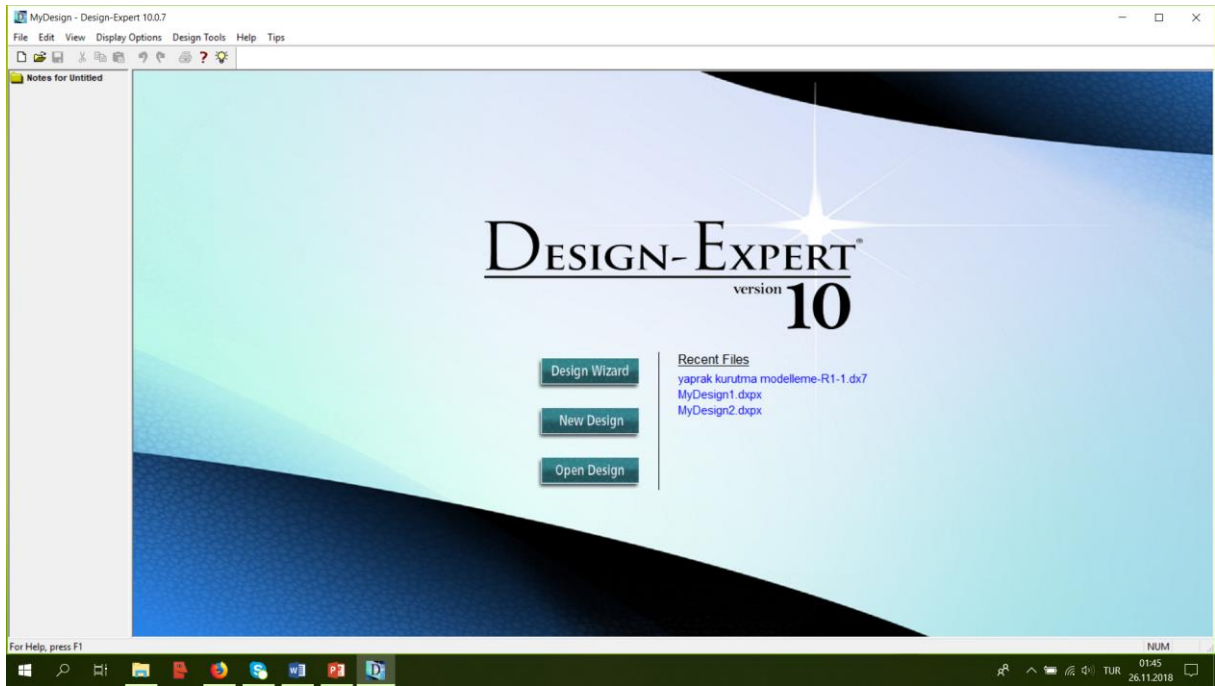 MyDesign - Design-Expert 10.0.7
File Edit View Display Options Design Tools Help Tips
Notes for Untitled
DESIGN-EXPERT®
version 10
Design Wizard
New Design
Open Design
Recent Files
yaprak kurutma modelleme-R1-1.dx7
MyDesign1.dxpx
MyDesign2.dxpx
For Help, press F1
NUM
TUR
01:45
26.11.2018